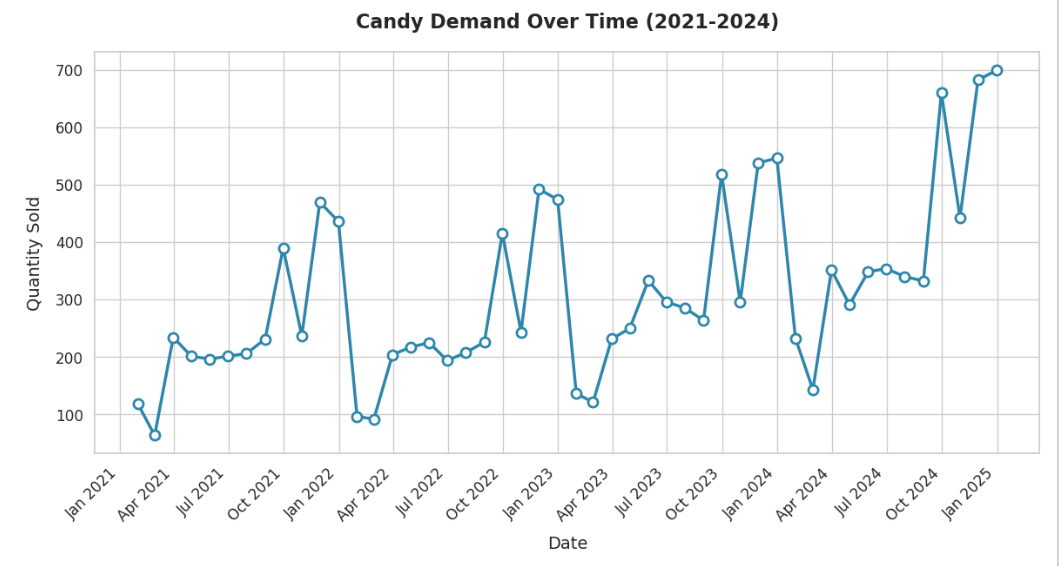 Candy Demand Over Time (2021-2024)
Quantity Sold
700
600
500
400
300
200
100
Jan 2021
Apr 2021
Jul 2021
Oct 2021
Jan 2022
Apr 2022
Jul 2022
Oct 2022
Jan 2023
Apr 2023
Jul 2023
Oct 2023
Jan 2024
Apr 2024
Jul 2024
Oct 2024
Jan 2025
Date